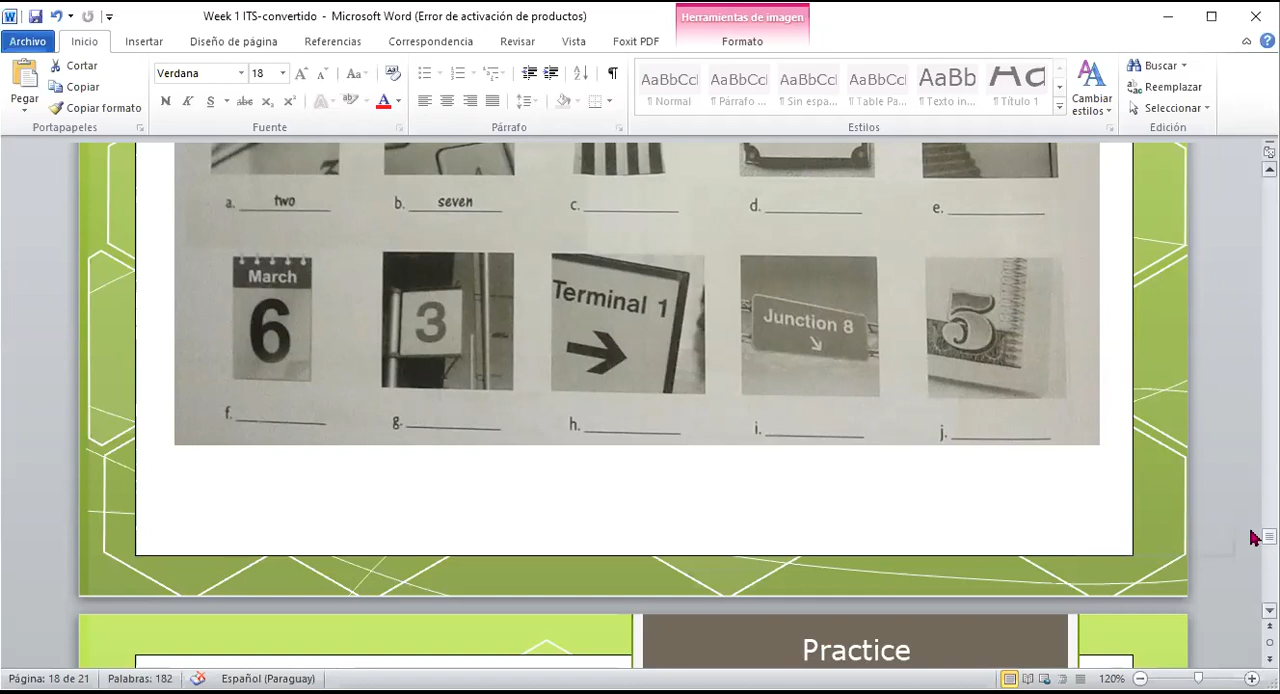 Week 1 ITS-convertido - Microsoft Word (Error de activación de productos)
Herramientas de imagen
Archivo Inicio Insertar Diseño de página Referencias Correspondencia Revisar Vista Foxit PDF Formato
Pegar
Cortar
Copiar
Copiar formato
Portapapeles
Verdana 18
N K S abc x₂ x²
Fuente
Párrafo
AaBbCcI AaBbCcI AaBbCcI AaBbCcI AaBb
¶ Normal ¶ Párrafo ... ¶ Sin espa... ¶ Table Pa... ¶ Texto in... ¶ Título 1
Cambiar
estilos
Estilos
Buscar
Reemplazar
Seleccionar
Edición
a. two b. seven c. d. e.
March
6
3
Terminal 1
Junction 8
5
f. g. h. i. j.
Practice
Página: 18 de 21 Palabras: 182 Español (Paraguay) 120%